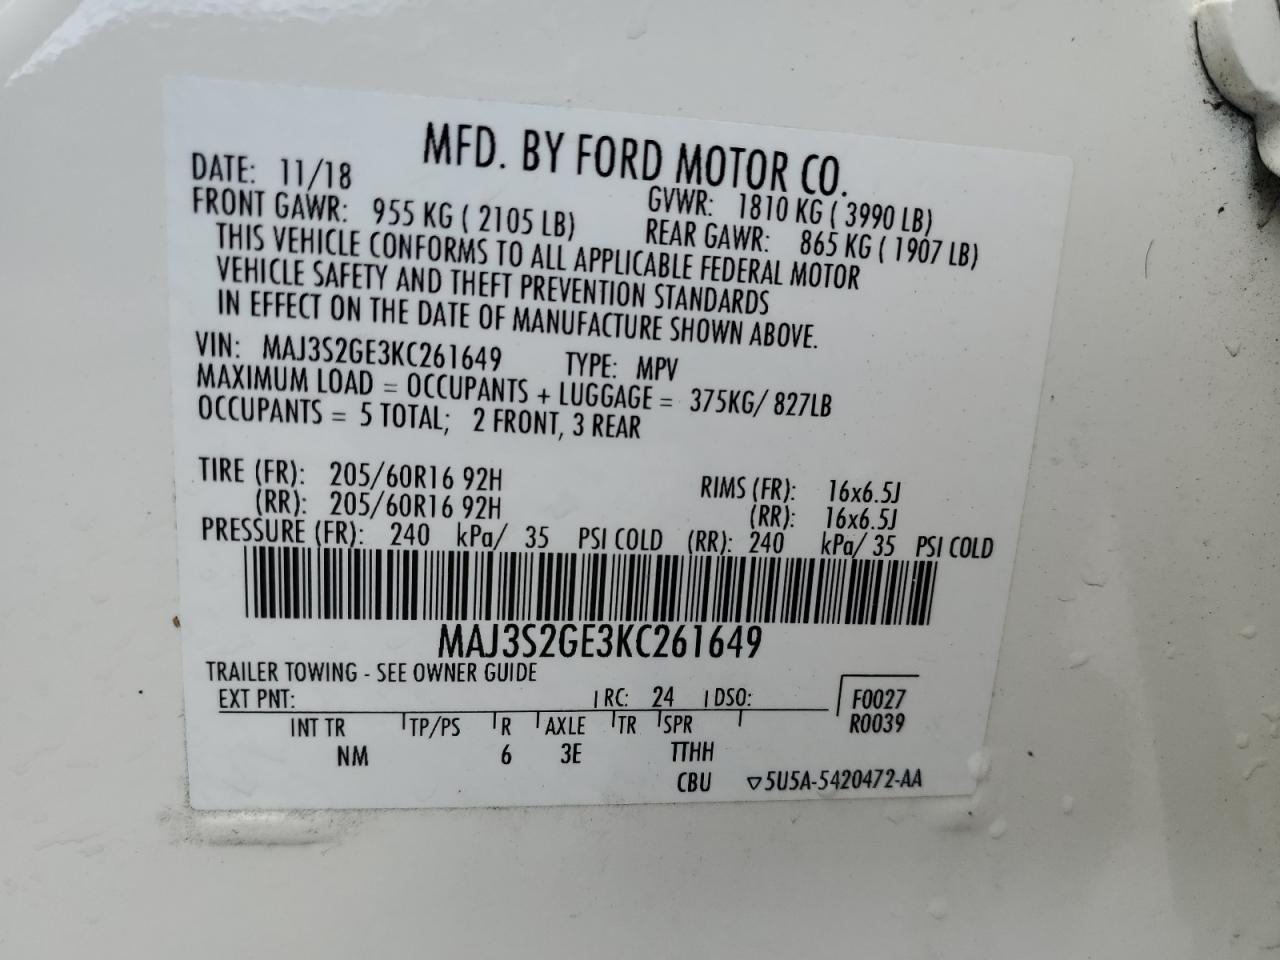 MFD. BY FORD MOTOR CO.
DATE: 11/18 GVWR: 1810 KG ( 3990 LB)
FRONT GAWR: 955 KG ( 2105 LB) REAR GAWR: 865 KG ( 1907 LB)
THIS VEHICLE CONFORMS TO ALL APPLICABLE FEDERAL MOTOR
VEHICLE SAFETY AND THEFT PREVENTION STANDARDS
IN EFFECT ON THE DATE OF MANUFACTURE SHOWN ABOVE.
VIN: MAJ3S2GE3KC261649 TYPE: MPV
MAXIMUM LOAD = OCCUPANTS + LUGGAGE = 375KG/ 827LB
OCCUPANTS = 5 TOTAL; 2 FRONT, 3 REAR
TIRE (FR): 205/60R16 92H RIMS (FR): 16x6.5J
(RR): 205/60R16 92H (RR): 16x6.5J
PRESSURE (FR): 240 kPa/ 35 PSI COLD (RR): 240 kPa/ 35 PSI COLD
MAJ3S2GE3KC261649
TRAILER TOWING - SEE OWNER GUIDE
EXT PNT: RC: 24 DSO: F0027
INT TR TP/PS R AXLE TR SPR R0039
NM 6 3E TTHH
CBU ▽5U5A-5420472-AA